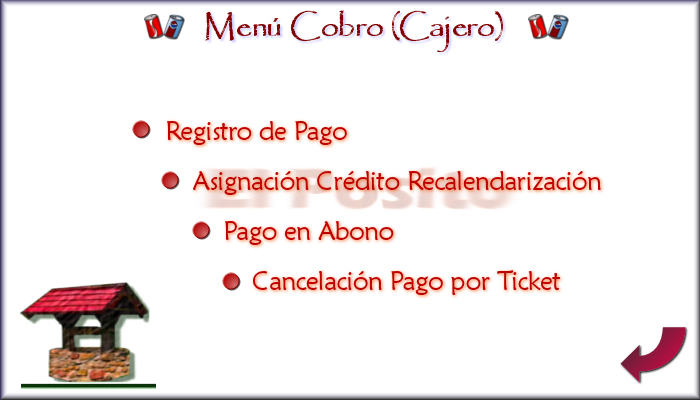 Menú Cobro (Cajero)
Registro de Pago
Asignación Crédito Recalendarización
El Posito
Pago en Abono
Cancelación Pago por Ticket